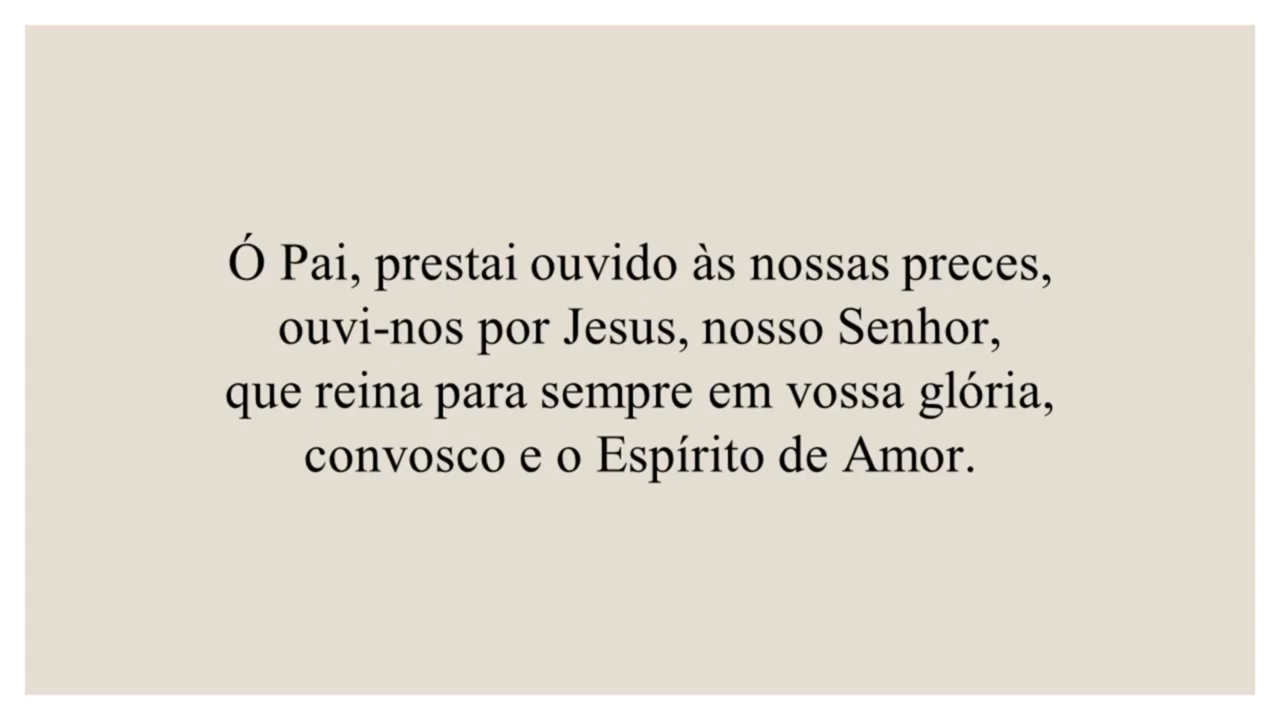 Ó Pai, prestai ouvido às nossas preces,
ouvi-nos por Jesus, nosso Senhor,
que reina para sempre em vossa glória,
convosco e o Espírito de Amor.